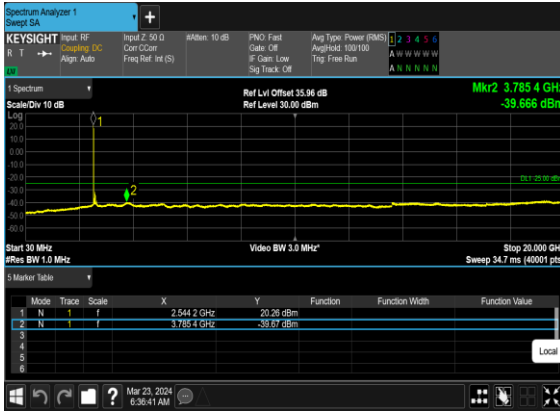 Spectrum Analyzer 1
Swept SA
+
KEYSIGHT Input: RF Input Z: 50 Ω #Atten: 10 dB PNO: Fast Avg Type: Power (RMS) 1 2 3 4 5 6
R T Coupling: DC Corr CCorr Gate: Off Avg|Hold: 100/100 A W W W W W
Align: Auto Freq Ref: Int (S) IF Gain: Low Trig: Free Run
Sig Track: Off A N N N N N
1 Spectrum
Scale/Div 10 dB
Ref Lvl Offset 35.96 dB
Ref Level 30.00 dBm
Mkr2 3.785 4 GHz
-39.666 dBm
Log
20.0
10.0
0.00
-10.0
-20.0
-30.0
-40.0
-50.0
-60.0
1
2
Start 30 MHz Video BW 3.0 MHz* Stop 20.000 GHz
#Res BW 1.0 MHz Sweep 34.7 ms (40001 pts)
5 Marker Table
Mode Trace Scale X Y Function Function Width Function Value
1 N 1 f 2.544 2 GHz 20.26 dBm
2 N 1 f 3.785 4 GHz -39.67 dBm
3
4
5
6
Local
?
Mar 23, 2024
6:36:41 AM